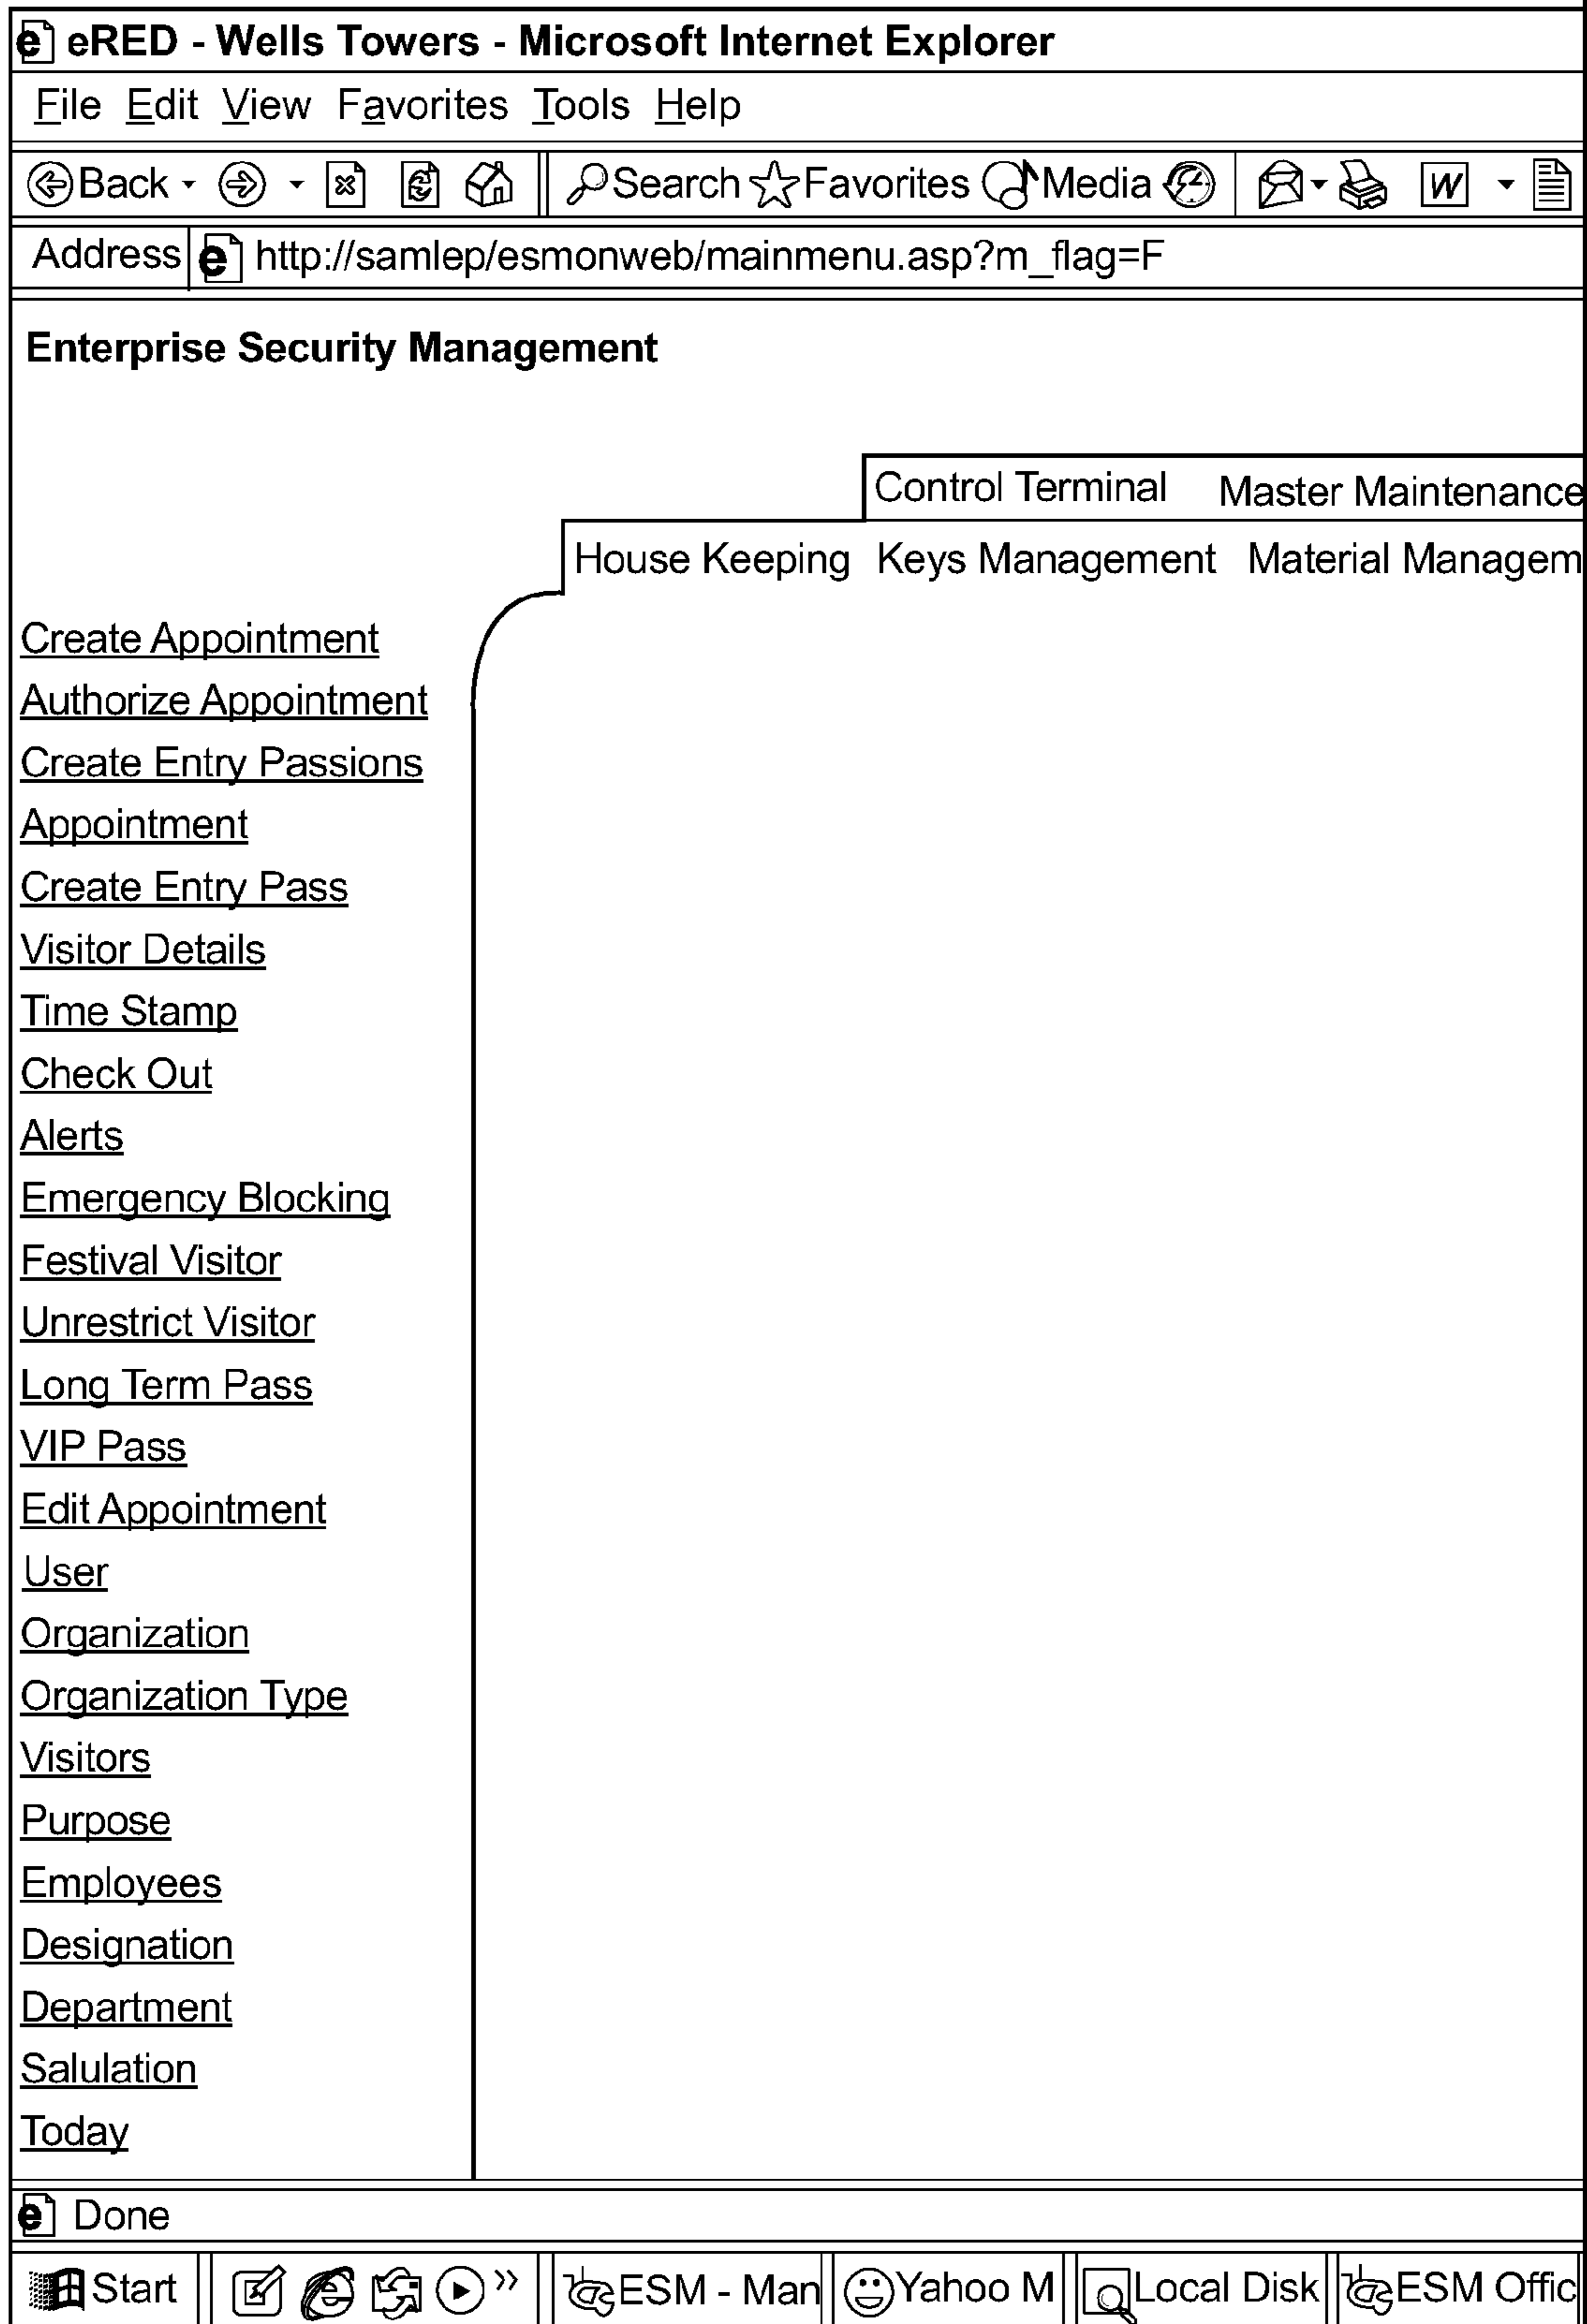 eRED - Wells Towers - Microsoft Internet Explorer
File Edit View Favorites Tools Help
Back Search Favorites Media W
Address http://samlep/esmonweb/mainmenu.asp?m_flag=F
Enterprise Security Management
Control Terminal Master Maintenance
House Keeping Keys Management Material Managem
Create Appointment
Authorize Appointment
Create Entry Passions
Appointment
Create Entry Pass
Visitor Details
Time Stamp
Check Out
Alerts
Emergency Blocking
Festival Visitor
Unrestrict Visitor
Long Term Pass
VIP Pass
Edit Appointment
User
Organization
Organization Type
Visitors
Purpose
Employees
Designation
Department
Salulation
Today
Done
Start » ESM - Man Yahoo M Local Disk ESM Offic